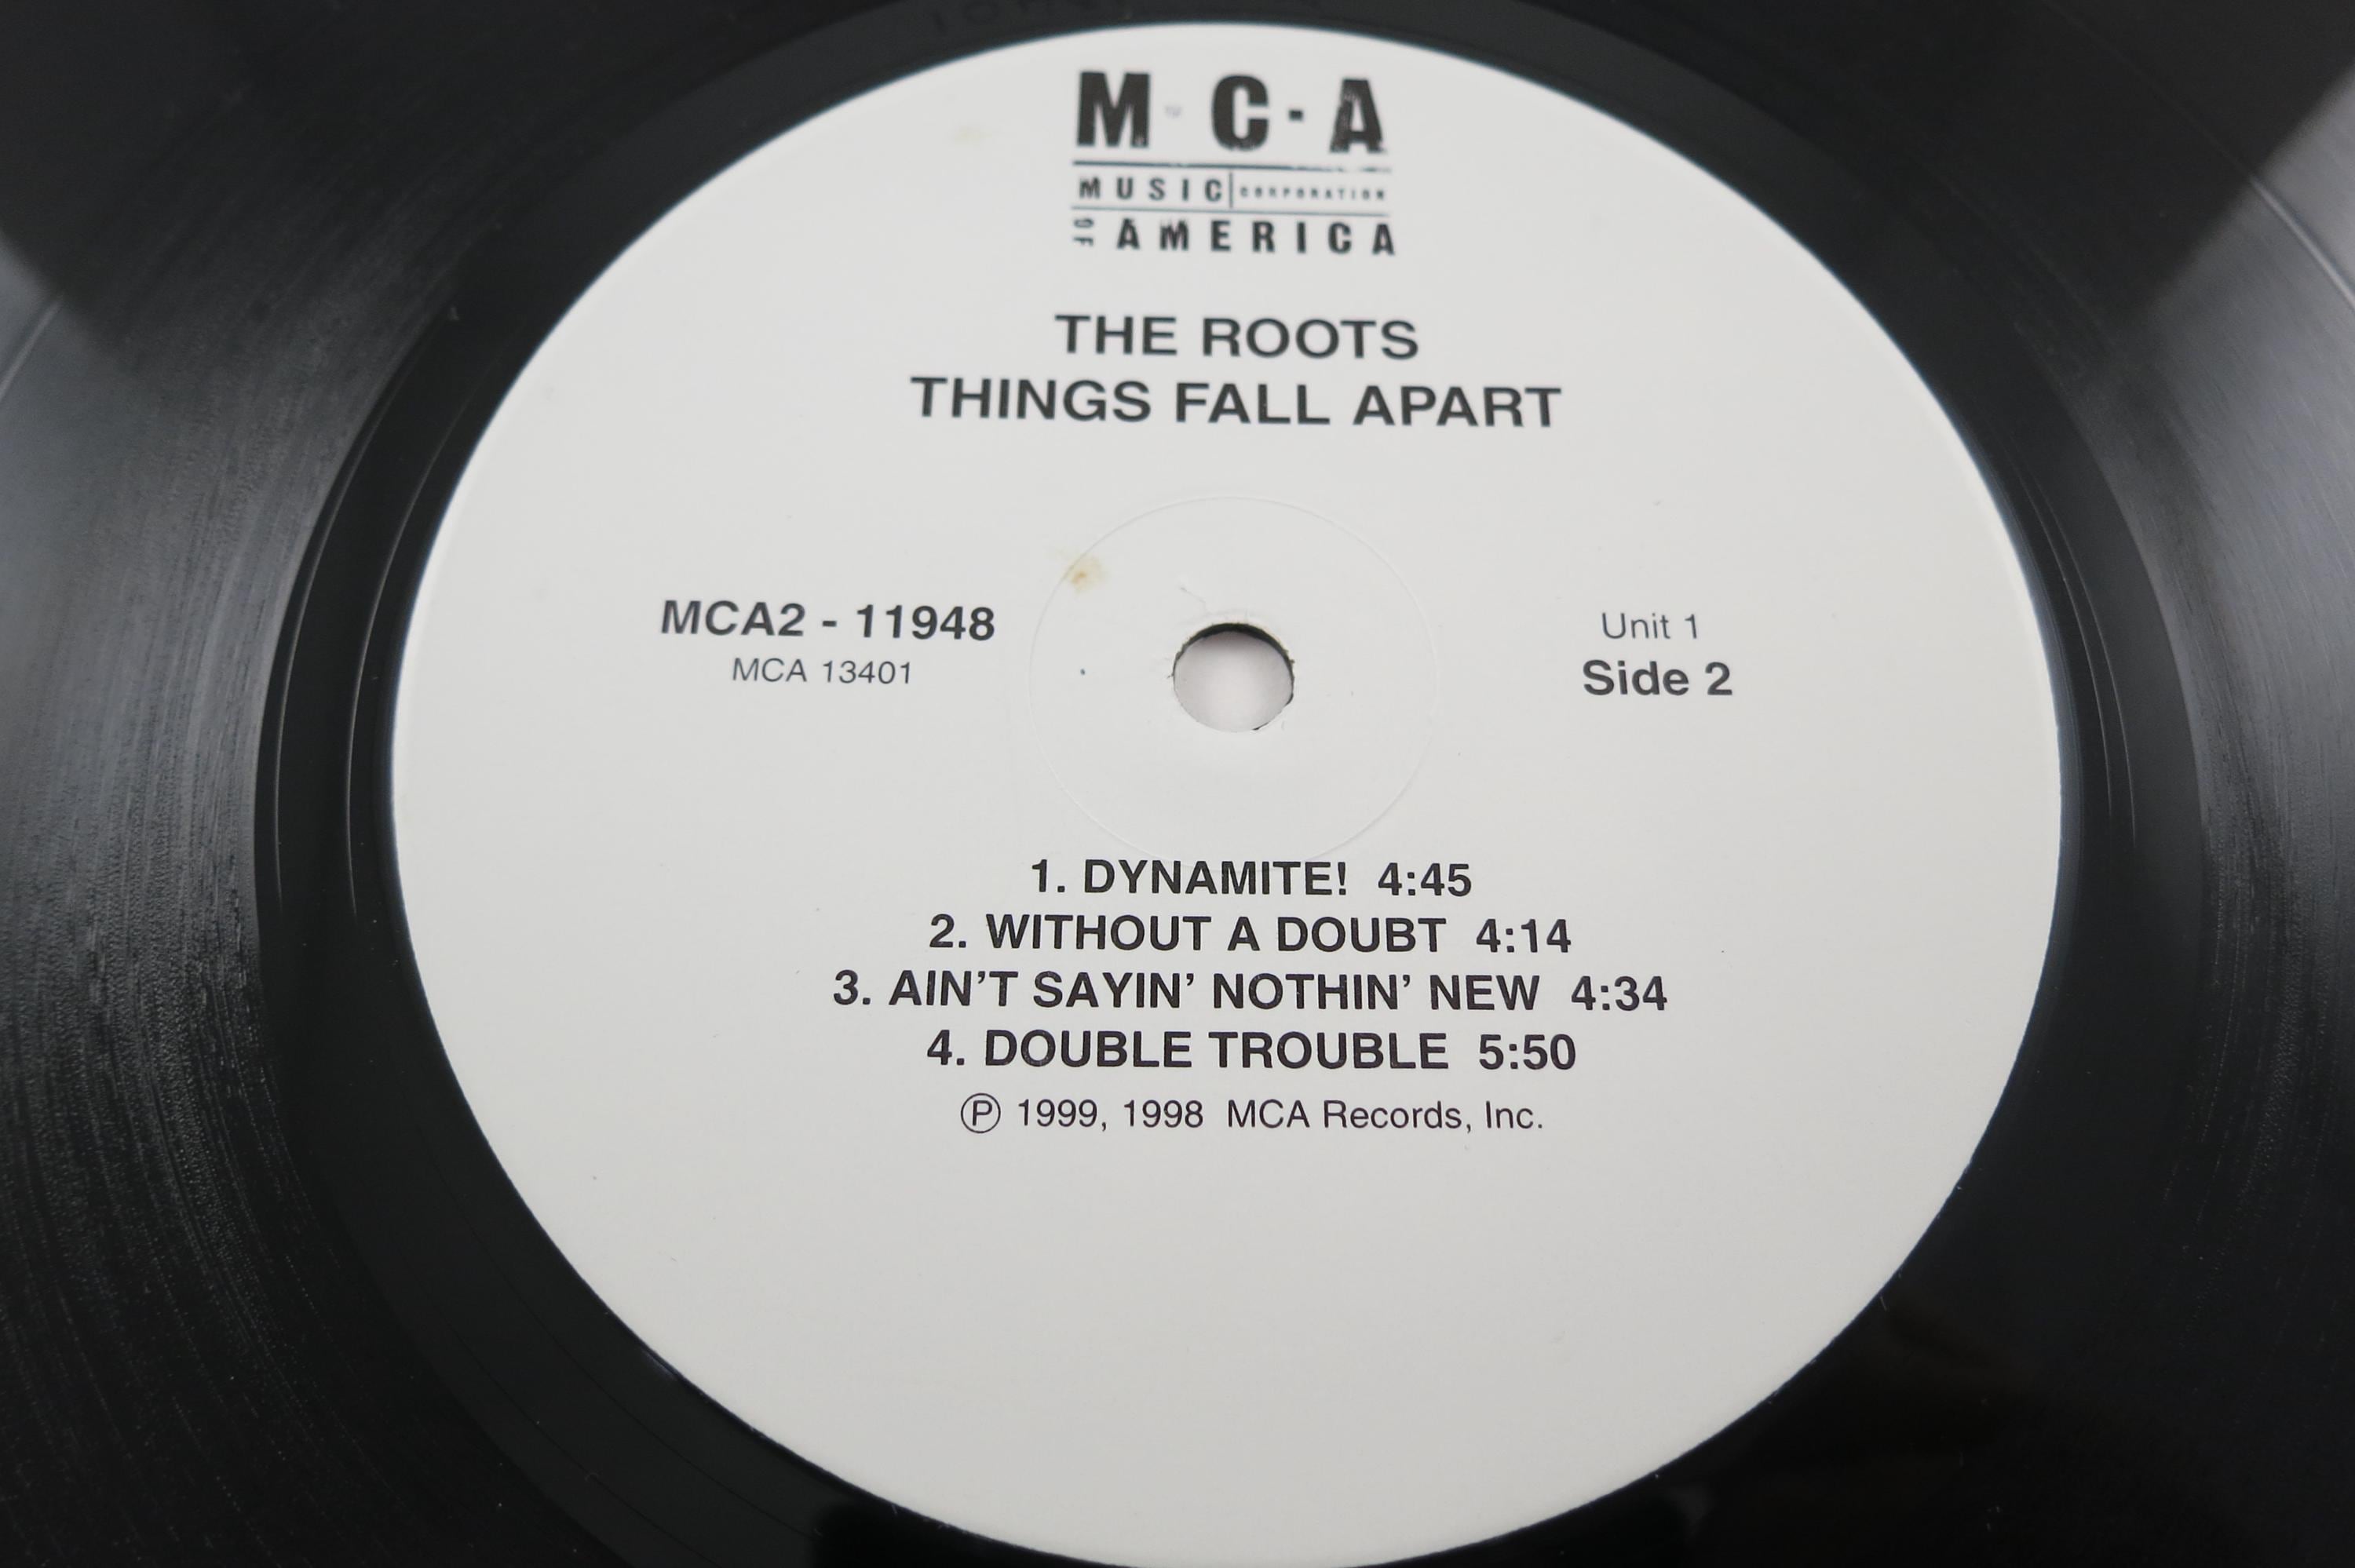 M·C·A
MUSIC CORPORATION
OF AMERICA
THE ROOTS
THINGS FALL APART
MCA2 - 11948
MCA 13401
Unit 1
Side 2
1. DYNAMITE! 4:45
2. WITHOUT A DOUBT 4:14
3. AIN’T SAYIN’ NOTHIN’ NEW 4:34
4. DOUBLE TROUBLE 5:50
Ⓟ 1999, 1998 MCA Records, Inc.